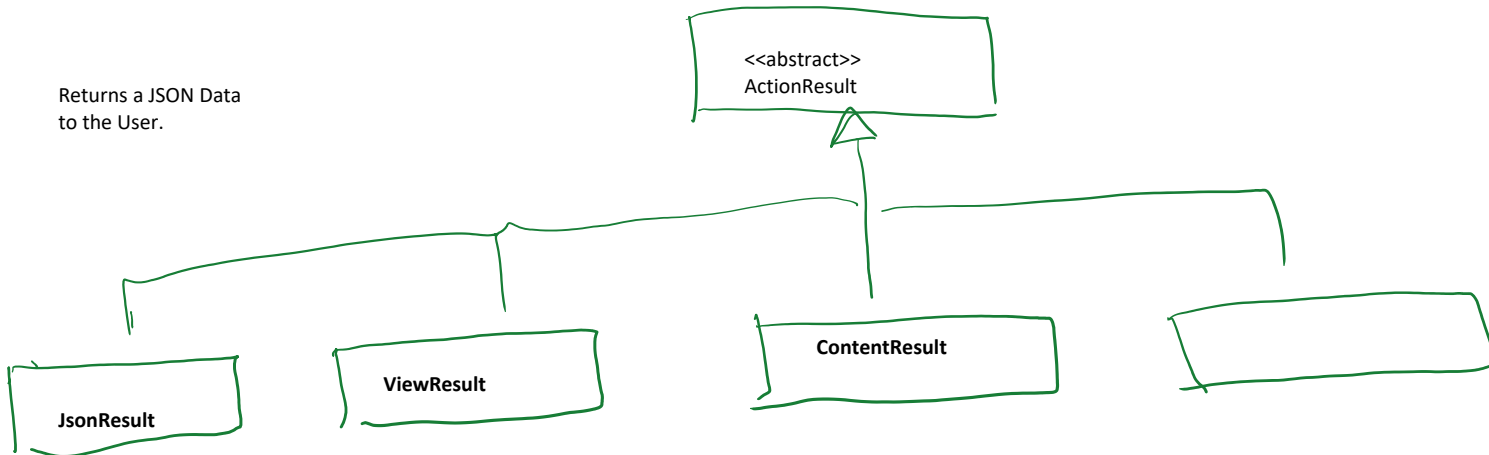 <<abstract>>
ActionResult
Returns a JSON Data
to the User.
JsonResult
ViewResult
ContentResult